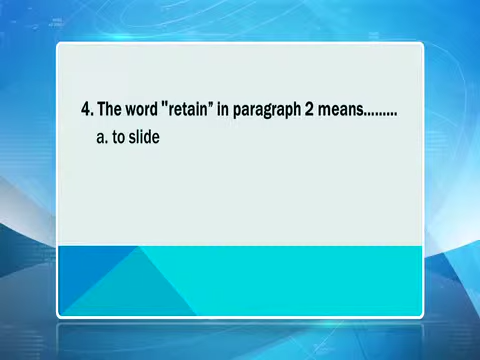 4. The word "retain” in paragraph 2 means.........
a. to slide